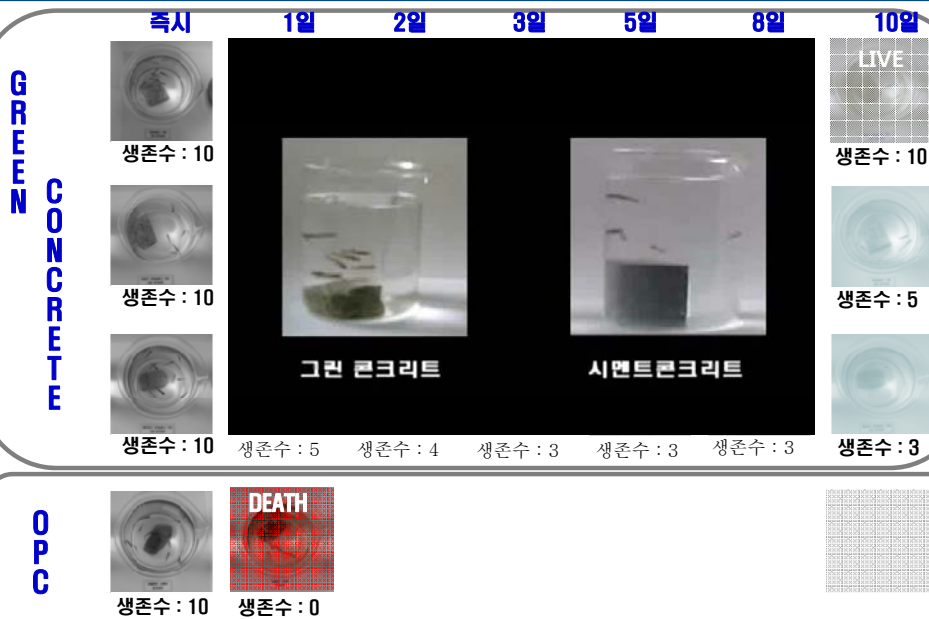 즉시 1일 2일 3일 5일 8일 10일
GREEN
CONCRETE
LIVE
생존수 : 10
생존수 : 10
생존수 : 10
생존수 : 5
그린 콘크리트
시멘트콘크리트
생존수 : 10
생존수 : 5
생존수 : 4
생존수 : 3
생존수 : 3
생존수 : 3
생존수 : 3
OPC
DEATH
생존수 : 10
생존수 : 0